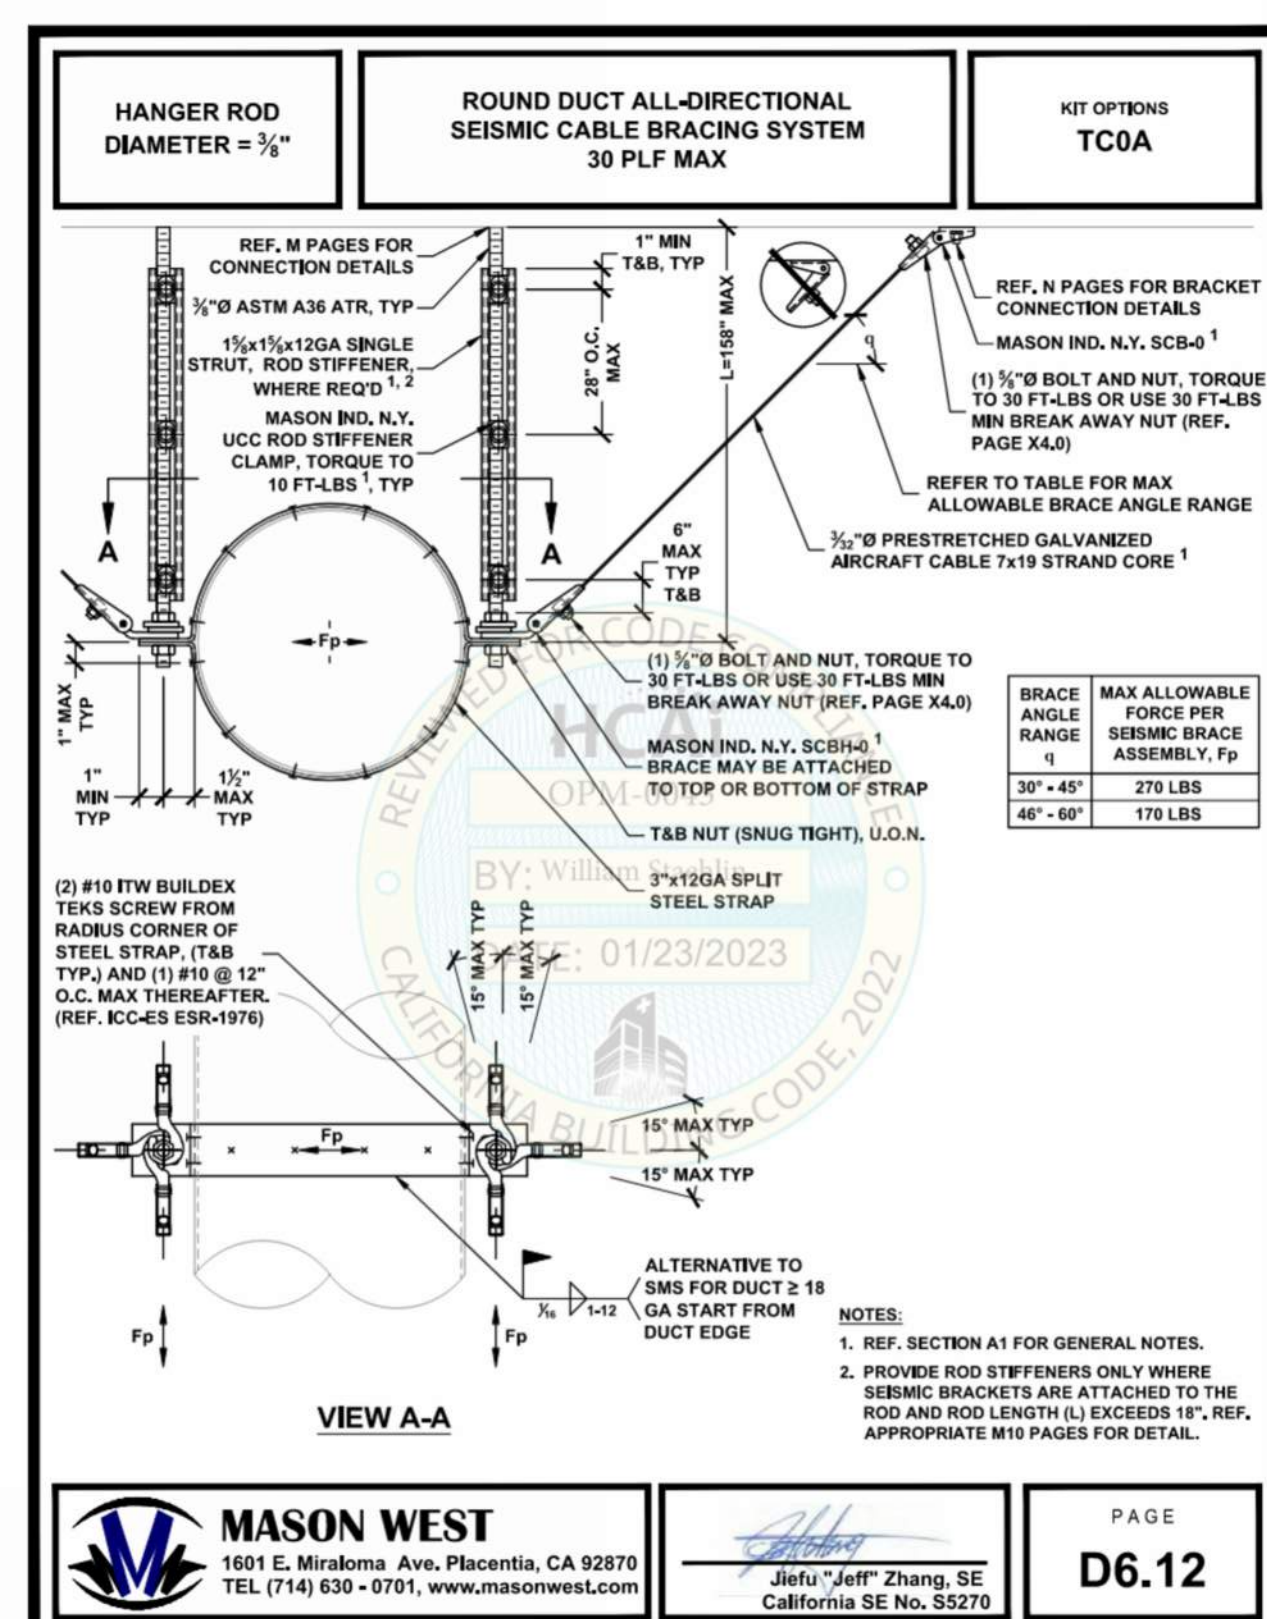 HANGER ROD
DIAMETER = ⅜"
ROUND DUCT ALL-DIRECTIONAL
SEISMIC CABLE BRACING SYSTEM
30 PLF MAX
KIT OPTIONS
TC0A
REF. M PAGES FOR
CONNECTION DETAILS
⅜"Ø ASTM A36 ATR, TYP
1⅝x1⅝x12GA SINGLE
STRUT, ROD STIFFENER,
WHERE REQ'D 1, 2
MASON IND. N.Y.
UCC ROD STIFFENER
CLAMP, TORQUE TO
10 FT-LBS 1, TYP
1" MIN
T&B, TYP
28" O.C.
MAX
L=158" MAX
q
REF. N PAGES FOR BRACKET
CONNECTION DETAILS
MASON IND. N.Y. SCB-0 1
(1) ⅝"Ø BOLT AND NUT, TORQUE
TO 30 FT-LBS OR USE 30 FT-LBS
MIN BREAK AWAY NUT (REF.
PAGE X4.0)
REFER TO TABLE FOR MAX
ALLOWABLE BRACE ANGLE RANGE
3/32"Ø PRESTRETCHED GALVANIZED
AIRCRAFT CABLE 7x19 STRAND CORE 1
A
A
6"
MAX
TYP
T&B
Fp
1" MAX
TYP
1"
MIN
TYP
1½"
MAX
TYP
(1) ⅝"Ø BOLT AND NUT, TORQUE TO
30 FT-LBS OR USE 30 FT-LBS MIN
BREAK AWAY NUT (REF. PAGE X4.0)
MASON IND. N.Y. SCBH-0 1
BRACE MAY BE ATTACHED
TO TOP OR BOTTOM OF STRAP
T&B NUT (SNUG TIGHT), U.O.N.
3"x12GA SPLIT
STEEL STRAP
BRACE
ANGLE
RANGE
q
MAX ALLOWABLE
FORCE PER
SEISMIC BRACE
ASSEMBLY, Fp
30° - 45° 270 LBS
46° - 60° 170 LBS
REVIEWED FOR CODE COMPLIANCE
HCAi
OPM-0043
BY: William Staehlin
DATE: 01/23/2023
CALIFORNIA BUILDING CODE, 2022
(2) #10 ITW BUILDEX
TEKS SCREW FROM
RADIUS CORNER OF
STEEL STRAP, (T&B
TYP.) AND (1) #10 @ 12"
O.C. MAX THEREAFTER.
(REF. ICC-ES ESR-1976)
15° MAX TYP
15° MAX TYP
15° MAX TYP
15° MAX TYP
Fp
Fp
Fp
1/16
1-12
ALTERNATIVE TO
SMS FOR DUCT ≥ 18
GA START FROM
DUCT EDGE
VIEW A-A
NOTES:
1. REF. SECTION A1 FOR GENERAL NOTES.
2. PROVIDE ROD STIFFENERS ONLY WHERE
SEISMIC BRACKETS ARE ATTACHED TO THE
ROD AND ROD LENGTH (L) EXCEEDS 18". REF.
APPROPRIATE M10 PAGES FOR DETAIL.
MASON WEST
1601 E. Miraloma Ave. Placentia, CA 92870
TEL (714) 630 - 0701, www.masonwest.com
Jiefu "Jeff" Zhang, SE
California SE No. S5270
PAGE
D6.12